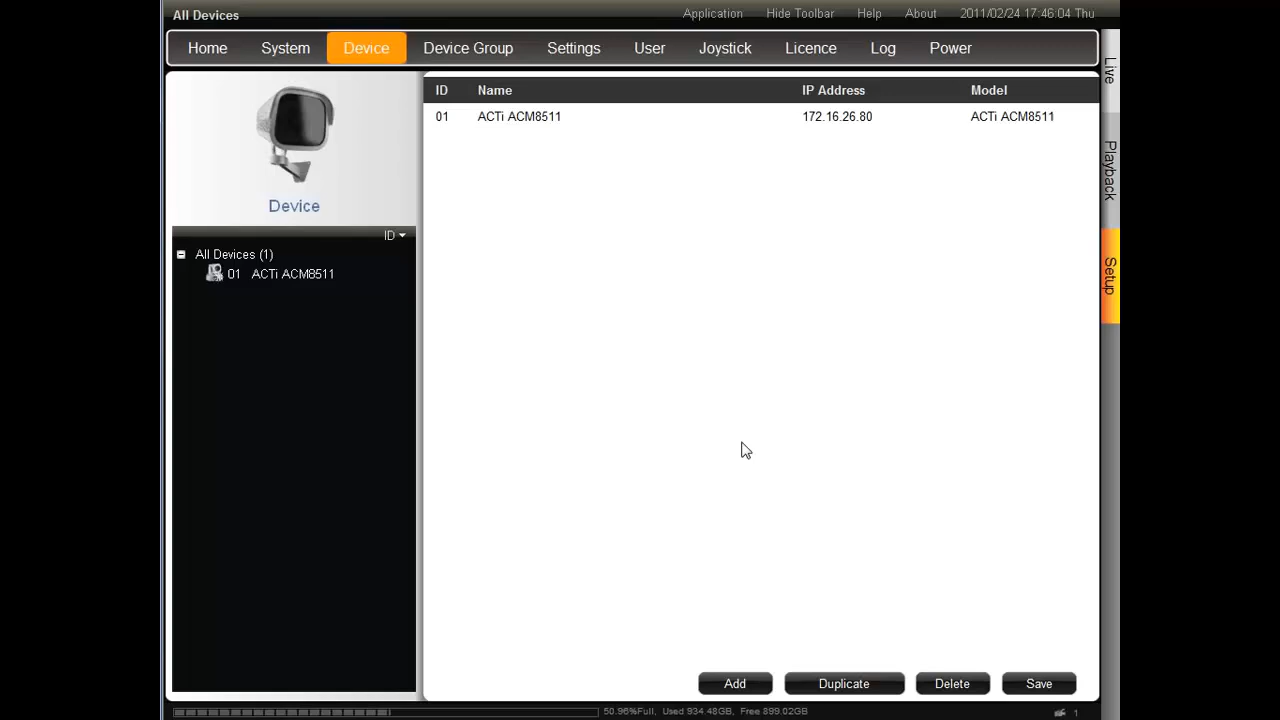 All Devices Application Hide Toolbar Help About 2011/02/24 17:46:04 Thu
Home System Device Device Group Settings User Joystick Licence Log Power
Live
Playback
Setup
Device
ID
All Devices (1)
01 ACTi ACM8511
ID Name IP Address Model
01 ACTi ACM8511 172.16.26.80 ACTi ACM8511
Add Duplicate Delete Save
50.96%Full, Used 934.48GB, Free 899.02GB 1